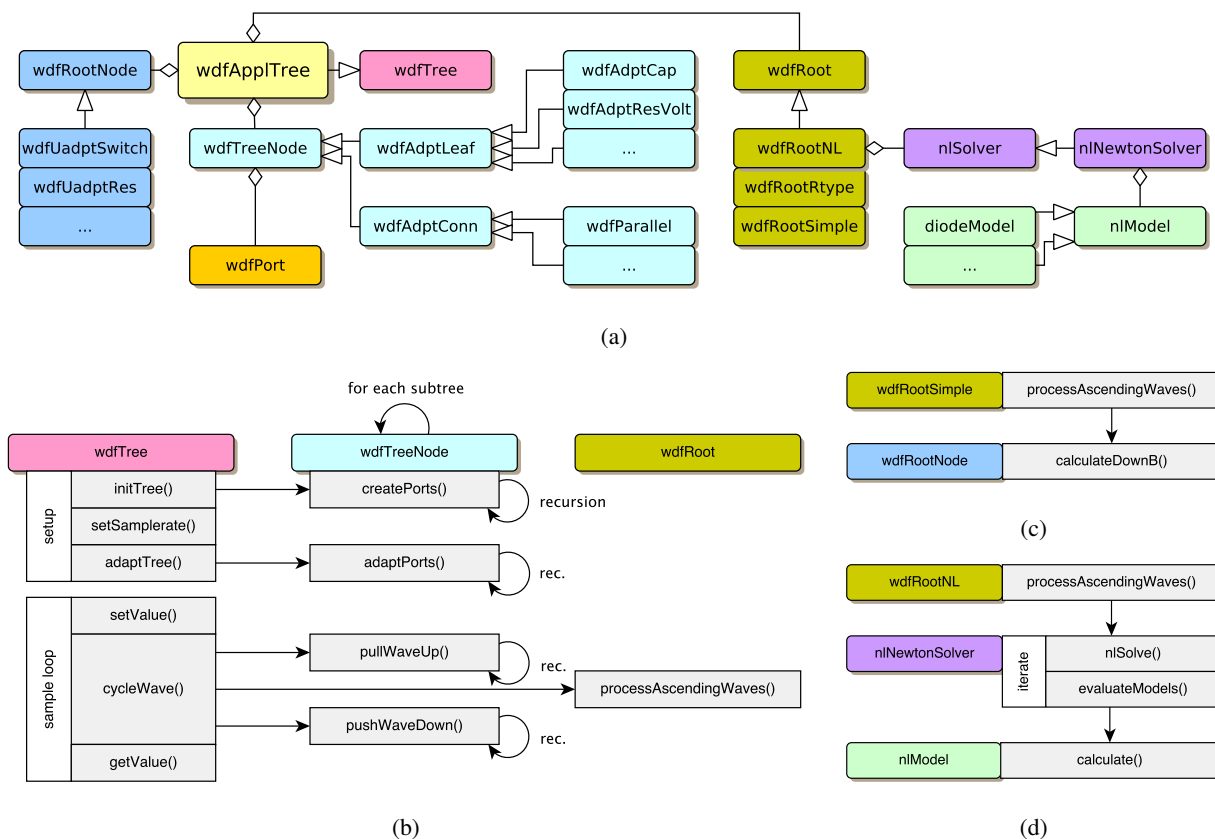 wdfRootNode
wdfApplTree
wdfTree
wdfAdptCap
wdfRoot
wdfAdptResVolt
wdfUadptSwitch
wdfTreeNode
wdfAdptLeaf
...
wdfRootNL
nlSolver
nlNewtonSolver
wdfUadptRes
wdfRootRtype
...
wdfAdptConn
wdfParallel
wdfRootSimple
diodeModel
nlModel
wdfPort
...
...
(a)
for each subtree
wdfTree
wdfTreeNode
wdfRoot
setup
initTree()
createPorts()
recursion
setSamplerate()
adaptTree()
adaptPorts()
rec.
sample loop
setValue()
cycleWave()
pullWaveUp()
rec.
processAscendingWaves()
pushWaveDown()
rec.
getValue()
(b)
wdfRootSimple
processAscendingWaves()
wdfRootNode
calculateDownB()
(c)
wdfRootNL
processAscendingWaves()
nlNewtonSolver
iterate
nlSolve()
evaluateModels()
nlModel
calculate()
(d)